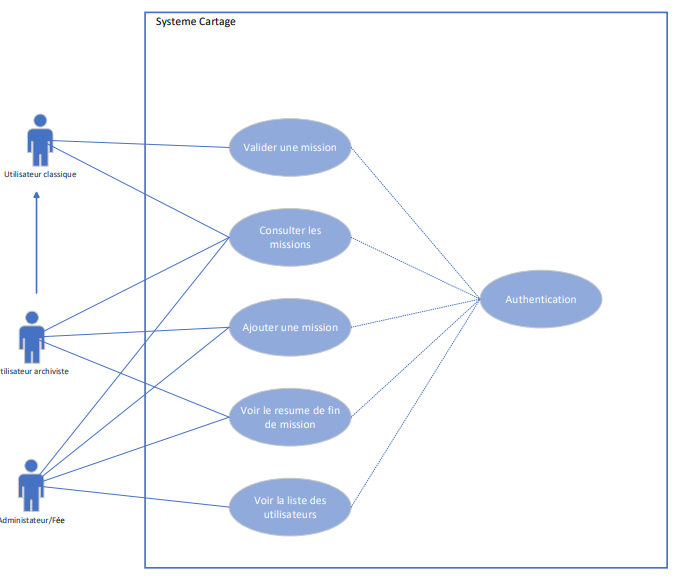 Systeme Cartage
Utilisateur classique
Valider une mission
Consulter les
missions
Authentication
Ajouter une mission
tilisateur archiviste
Voir le resume de fin
de mission
Voir la liste des
utilisateurs
Administateur/Fée